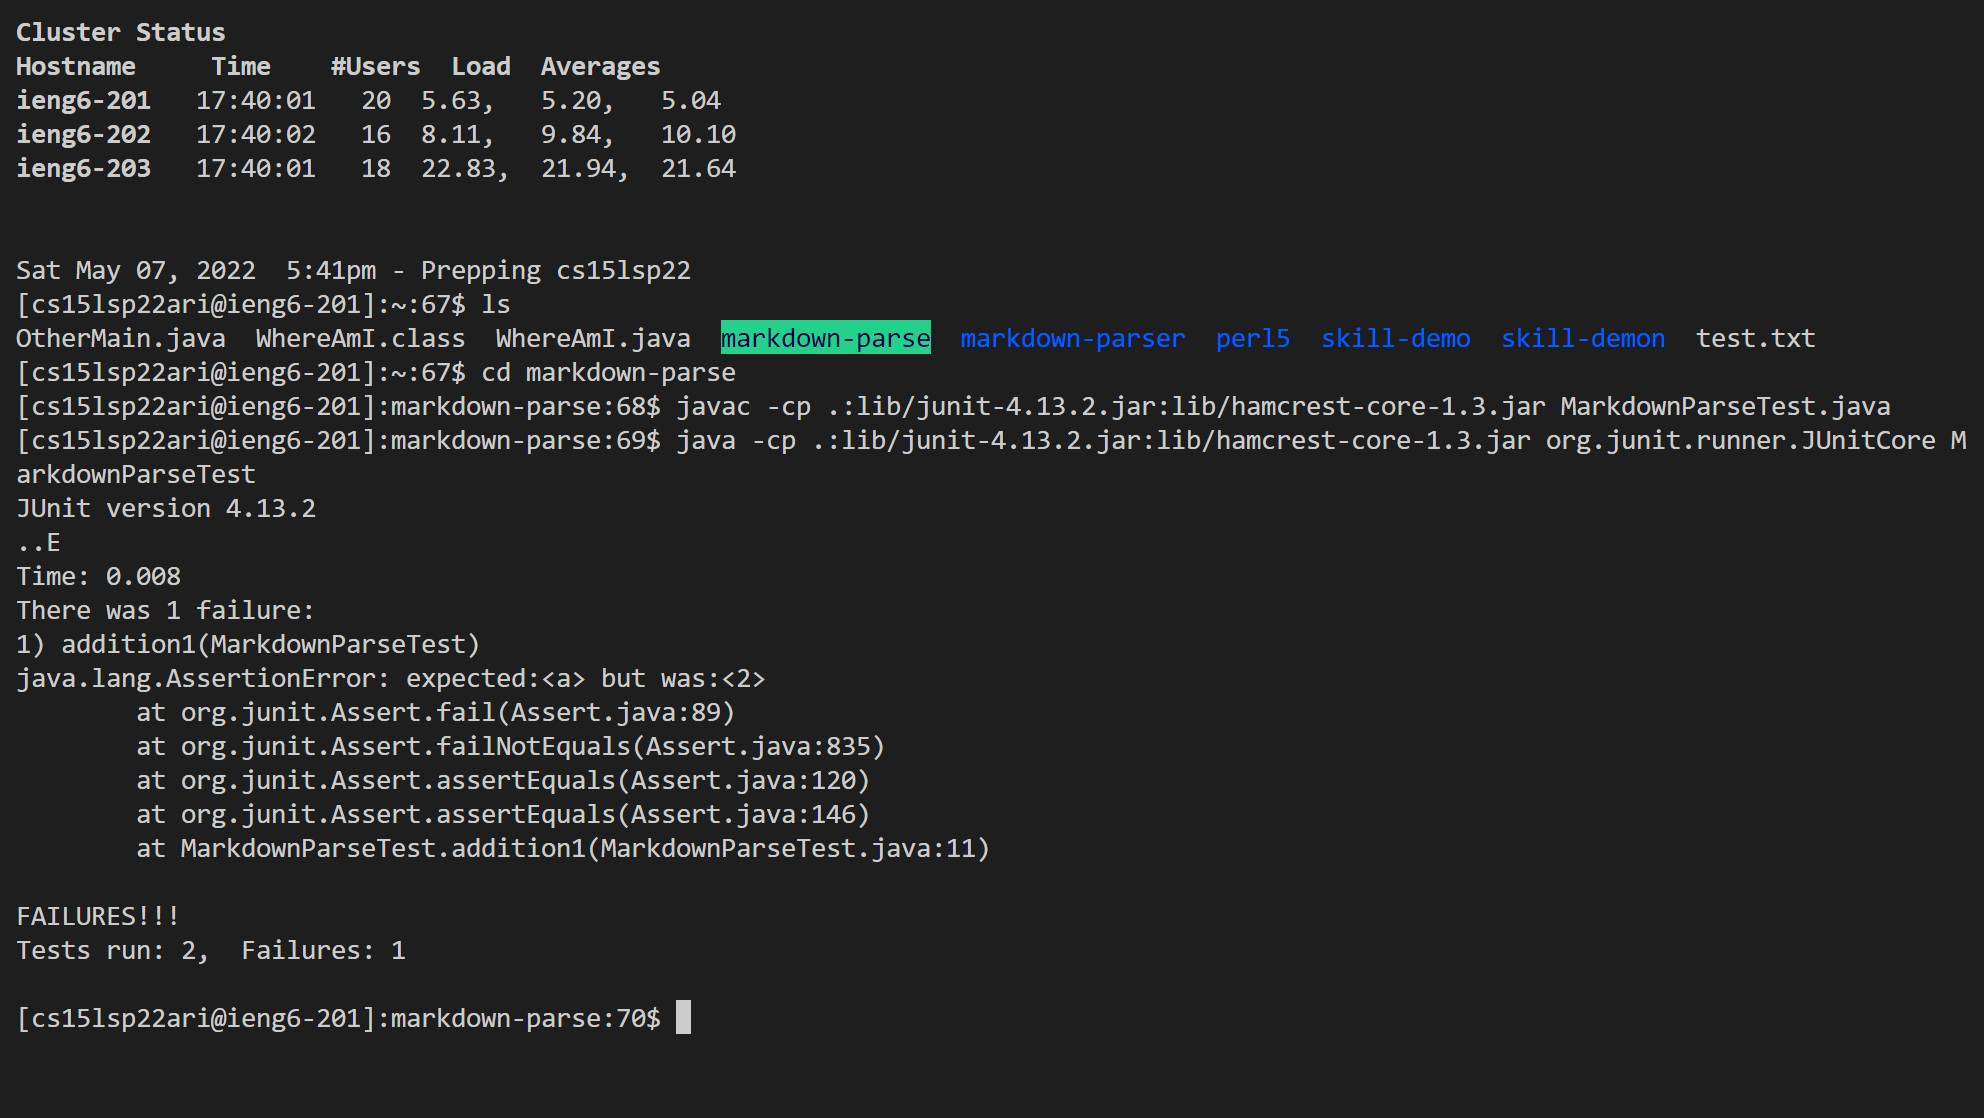 Cluster Status
Hostname     Time    #Users  Load  Averages
ieng6-201   17:40:01   20  5.63,   5.20,   5.04
ieng6-202   17:40:02   16  8.11,   9.84,   10.10
ieng6-203   17:40:01   18  22.83,  21.94,  21.64
Sat May 07, 2022  5:41pm - Prepping cs15lsp22
[cs15lsp22ari@ieng6-201]:~:67$ ls
OtherMain.java  WhereAmI.class  WhereAmI.java  markdown-parse  markdown-parser  perl5  skill-demo  skill-demon  test.txt
[cs15lsp22ari@ieng6-201]:~:67$ cd markdown-parse
[cs15lsp22ari@ieng6-201]:markdown-parse:68$ javac -cp .:lib/junit-4.13.2.jar:lib/hamcrest-core-1.3.jar MarkdownParseTest.java
[cs15lsp22ari@ieng6-201]:markdown-parse:69$ java -cp .:lib/junit-4.13.2.jar:lib/hamcrest-core-1.3.jar org.junit.runner.JUnitCore M
arkdownParseTest
JUnit version 4.13.2
..E
Time: 0.008
There was 1 failure:
1) addition1(MarkdownParseTest)
java.lang.AssertionError: expected:<a> but was:<2>
        at org.junit.Assert.fail(Assert.java:89)
        at org.junit.Assert.failNotEquals(Assert.java:835)
        at org.junit.Assert.assertEquals(Assert.java:120)
        at org.junit.Assert.assertEquals(Assert.java:146)
        at MarkdownParseTest.addition1(MarkdownParseTest.java:11)
FAILURES!!!
Tests run: 2,  Failures: 1
[cs15lsp22ari@ieng6-201]:markdown-parse:70$